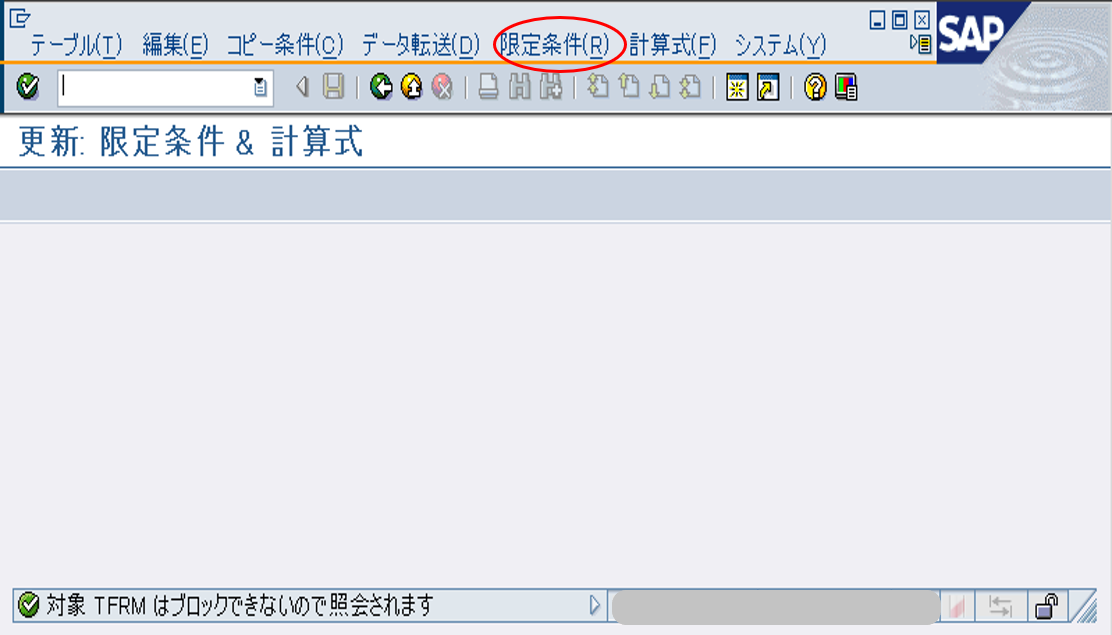 テーブル(T) 編集(E) コピー条件(C) データ転送(D) 限定条件(R) 計算式(F) システム(Y)
SAP
更新: 限定条件 & 計算式
対象 TFRM はブロックできないので照会されます